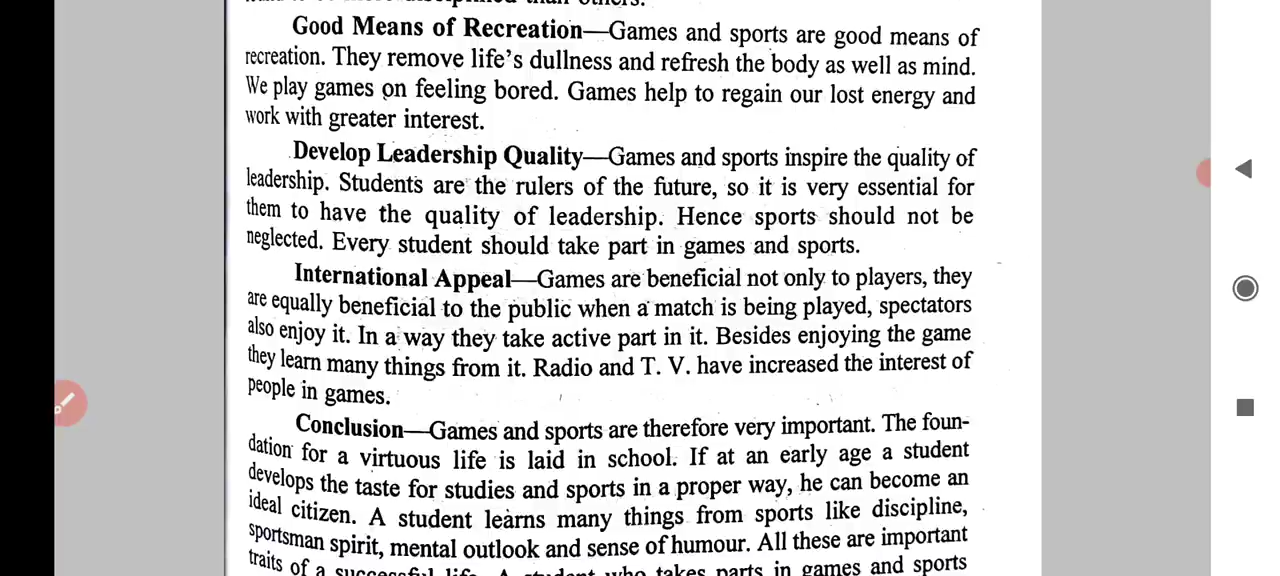 than others.
Good Means of Recreation—Games and sports are good means of
recreation. They remove life's dullness and refresh the body as well as mind.
We play games on feeling bored. Games help to regain our lost energy and
work with greater interest.
Develop Leadership Quality—Games and sports inspire the quality of
leadership. Students are the rulers of the future, so it is very essential for
them to have the quality of leadership. Hence sports should not be
neglected. Every student should take part in games and sports.
International Appeal—Games are beneficial not only to players, they
are equally beneficial to the public when a match is being played, spectators
also enjoy it. In a way they take active part in it. Besides enjoying the game
they learn many things from it. Radio and T. V. have increased the interest of
people in games.
Conclusion—Games and sports are therefore very important. The foun-
dation for a virtuous life is laid in school. If at an early age a student
develops the taste for studies and sports in a proper way, he can become an
ideal citizen. A student learns many things from sports like discipline,
sportsman spirit, mental outlook and sense of humour. All these are important
traits of a successful life. A student who takes parts in games and sports